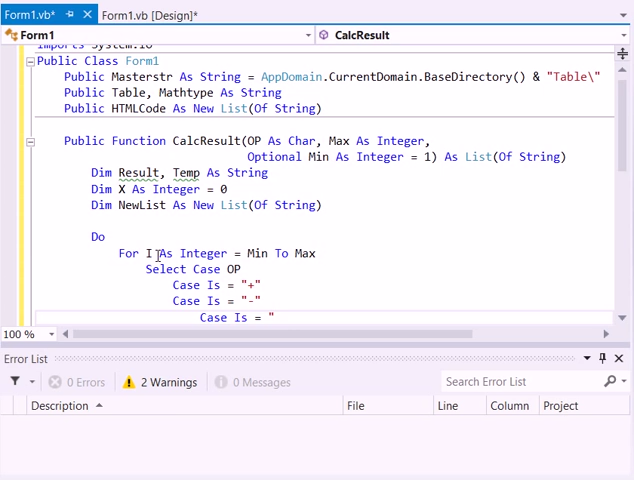 Form1.vb* Form1.vb [Design]*
Form1 CalcResult
Imports System.IO
Public Class Form1
Public Masterstr As String = AppDomain.CurrentDomain.BaseDirectory() & "Table\"
Public Table, Mathtype As String
Public HTMLCode As New List(Of String)
Public Function CalcResult(OP As Char, Max As Integer,
Optional Min As Integer = 1) As List(Of String)
Dim Result, Temp As String
Dim X As Integer = 0
Dim NewList As New List(Of String)
Do
For I As Integer = Min To Max
Select Case OP
Case Is = "+"
Case Is = "-"
Case Is = "
100 %
Error List
0 Errors 2 Warnings 0 Messages Search Error List
Description File Line Column Project